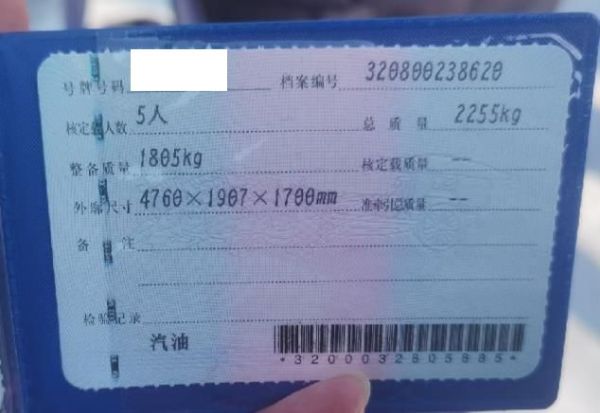 号牌号码 档案编号 320800238620
核定载人数 5人 总质量 2255kg
整备质量 1805kg 核定载质量 --
外廓尺寸 4760×1907×1700mm 准牵引总质量 --
备注
检验记录
汽油
*3200032805885*